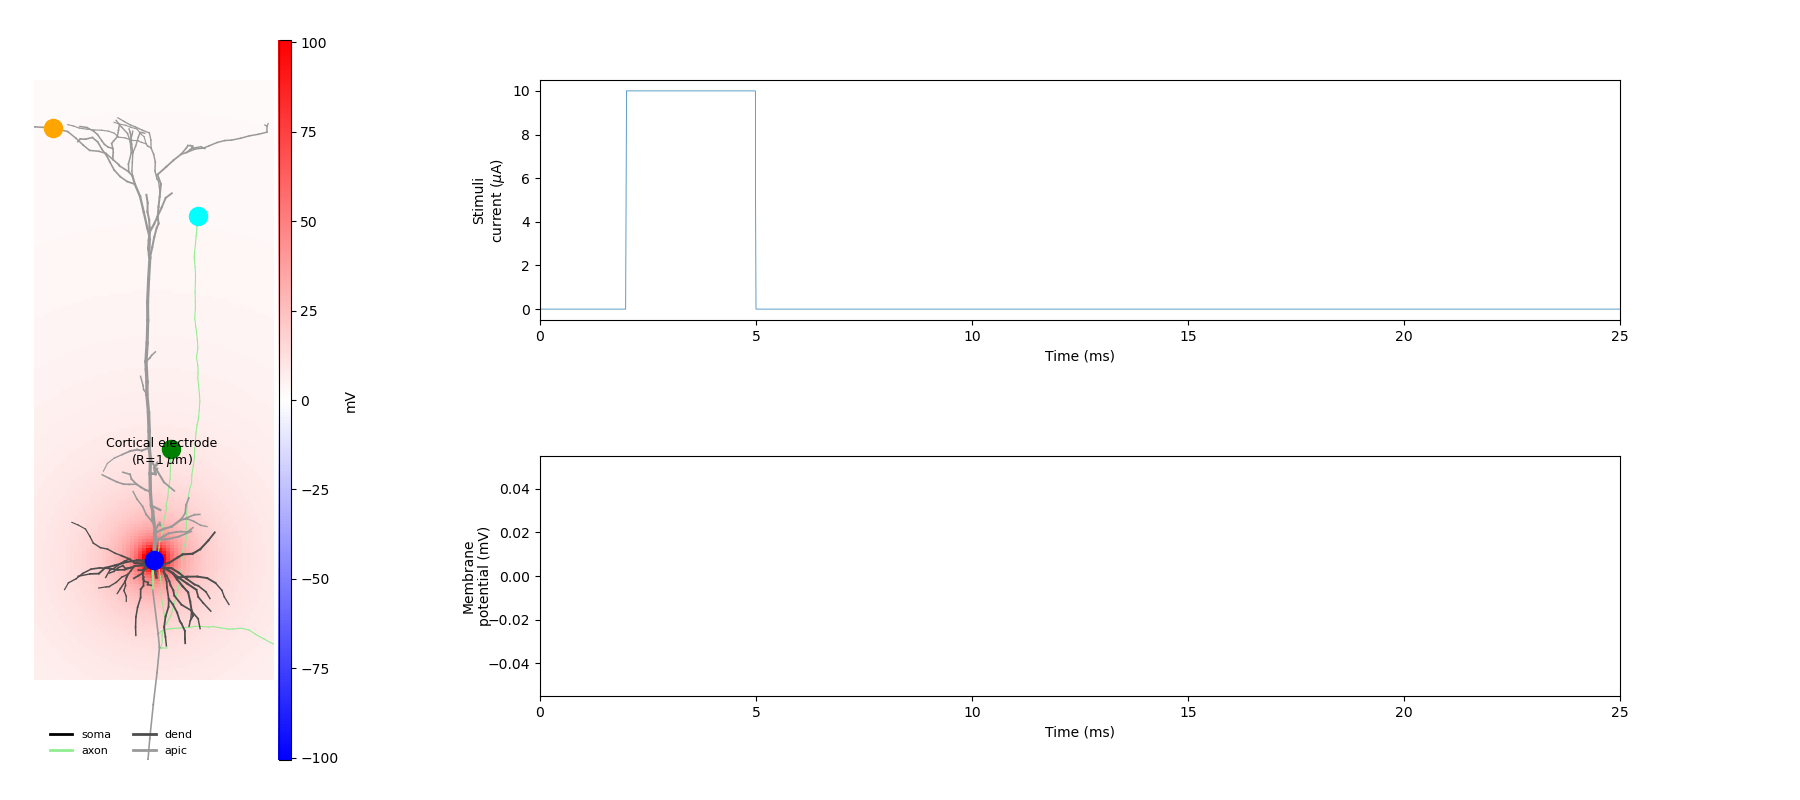 100
75
50
25
0
−25
−50
−75
−100
mV
Cortical electrode
(R=1 μm)
soma
axon
dend
apic
Stimuli
current (μA)
10
8
6
4
2
0
0 5 10 15 20 25
Time (ms)
Membrane
potential (mV)
0.04
0.02
0.00
−0.02
−0.04
0 5 10 15 20 25
Time (ms)